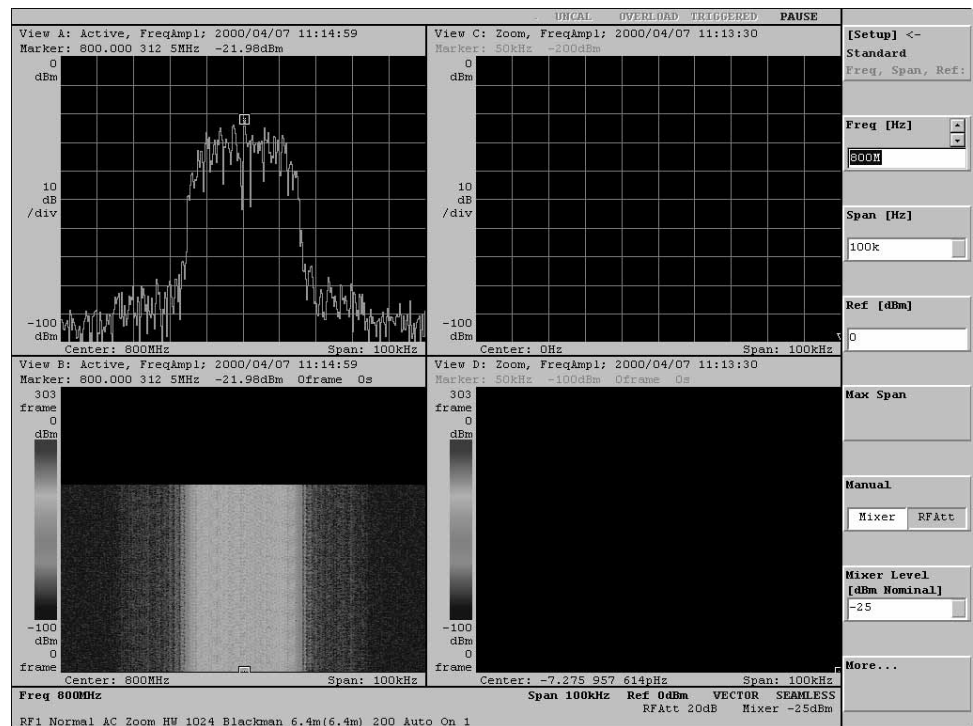 UNCAL OVERLOAD TRIGGERED PAUSE
View A: Active, FreqAmpl; 2000/04/07 11:14:59
Marker: 800.000 312 5MHz -21.98dBm
0
dBm
10
dB
/div
-100
dBm
Center: 800MHz Span: 100kHz
View C: Zoom, FreqAmpl; 2000/04/07 11:13:30
Marker: 50kHz -200dBm
0
dBm
10
dB
/div
-100
dBm
Center: 0Hz Span: 100kHz
View B: Active, FreqAmpl; 2000/04/07 11:14:59
Marker: 800.000 312 5MHz -21.98dBm 0frame 0s
303
frame
0
dBm
-100
dBm
0
frame
Center: 800MHz Span: 100kHz
View D: Zoom, FreqAmpl; 2000/04/07 11:13:30
Marker: 50kHz -100dBm 0frame 0s
303
frame
0
dBm
-100
dBm
0
frame
Center: -7.275 957 614pHz Span: 100kHz
[Setup] <-
Standard
Freq, Span, Ref:
Freq [Hz]
800M
Span [Hz]
100k
Ref [dBm]
0
Max Span
Manual
Mixer RFAtt
Mixer Level
[dBm Nominal]
-25
More...
Freq 800MHz Span 100kHz Ref 0dBm VECTOR SEAMLESS
RFAtt 20dB Mixer -25dBm
RF1 Normal AC Zoom HW 1024 Blackman 6.4m(6.4m) 200 Auto On 1